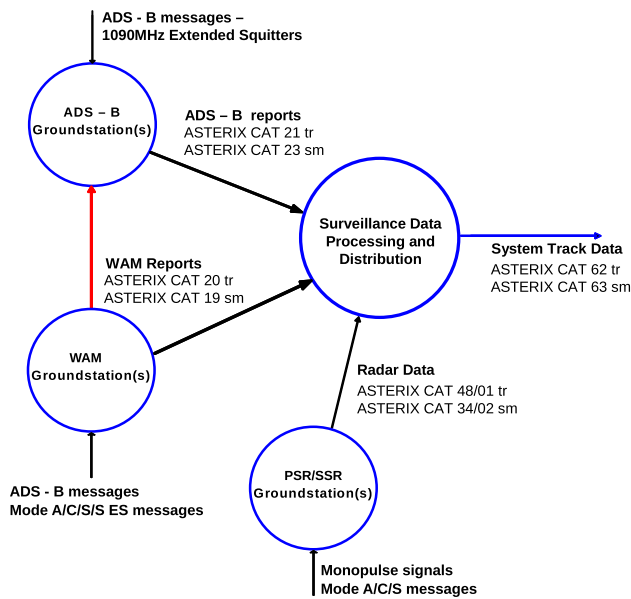 ADS - B messages –
1090MHz Extended Squitters
ADS – B
Groundstation(s)
ADS – B reports
ASTERIX CAT 21 tr
ASTERIX CAT 23 sm
Surveillance Data
Processing and
Distribution
System Track Data
ASTERIX CAT 62 tr
ASTERIX CAT 63 sm
WAM Reports
ASTERIX CAT 20 tr
ASTERIX CAT 19 sm
WAM
Groundstation(s)
Radar Data
ASTERIX CAT 48/01 tr
ASTERIX CAT 34/02 sm
ADS - B messages
Mode A/C/S/S ES messages
PSR/SSR
Groundstation(s)
Monopulse signals
Mode A/C/S messages